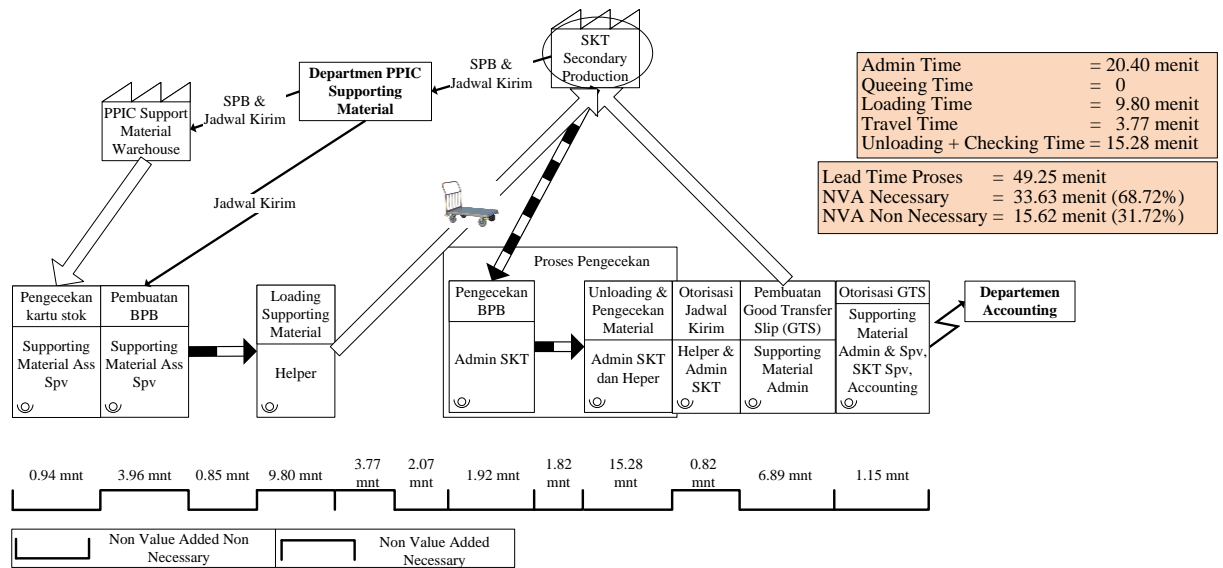 SKT
Secondary
Production
SPB &
Jadwal Kirim
Departmen PPIC
Supporting
Material
SPB &
Jadwal Kirim
PPIC Support
Material
Warehouse
Jadwal Kirim
Admin Time = 20.40 menit
Queeing Time = 0
Loading Time = 9.80 menit
Travel Time = 3.77 menit
Unloading + Checking Time = 15.28 menit
Lead Time Proses = 49.25 menit
NVA Necessary = 33.63 menit (68.72%)
NVA Non Necessary = 15.62 menit (31.72%)
Proses Pengecekan
Pengecekan
kartu stok
Supporting
Material Ass
Spv
Pembuatan
BPB
Supporting
Material Ass
Spv
Loading
Supporting
Material
Helper
Pengecekan
BPB
Admin SKT
Unloading &
Pengecekan
Material
Admin SKT
dan Heper
Otorisasi
Jadwal
Kirim
Helper &
Admin
SKT
Pembuatan
Good Transfer
Slip (GTS)
Supporting
Material
Admin
Otorisasi GTS
Supporting
Material
Admin & Spv,
SKT Spv,
Accounting
Departemen
Accounting
0.94 mnt
3.96 mnt
0.85 mnt
9.80 mnt
3.77
mnt
2.07
mnt
1.92 mnt
1.82
mnt
15.28
mnt
0.82
mnt
6.89 mnt
1.15 mnt
Non Value Added Non
Necessary
Non Value Added
Necessary